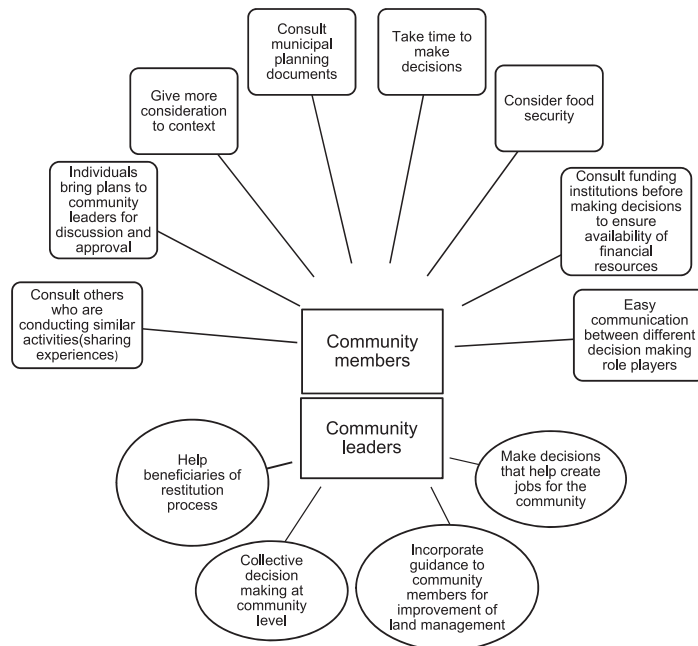 Consult
municipal
planning
documents
Take time to
make
decisions
Give more
consideration
to context
Consider food
security
Individuals
bring plans to
community
leaders for
discussion and
approval
Consult funding
institutions before
making decisions
to ensure
availability of
financial
resources
Consult others
who are
conducting similar
activities(sharing
experiences)
Easy
communication
between different
decision making
role players
Community
members
Community
leaders
Help
beneficiaries of
restitution
process
Make decisions
that help create
jobs for the
community
Collective
decision
making at
community
level
Incorporate
guidance to
community
members for
improvement of
land management